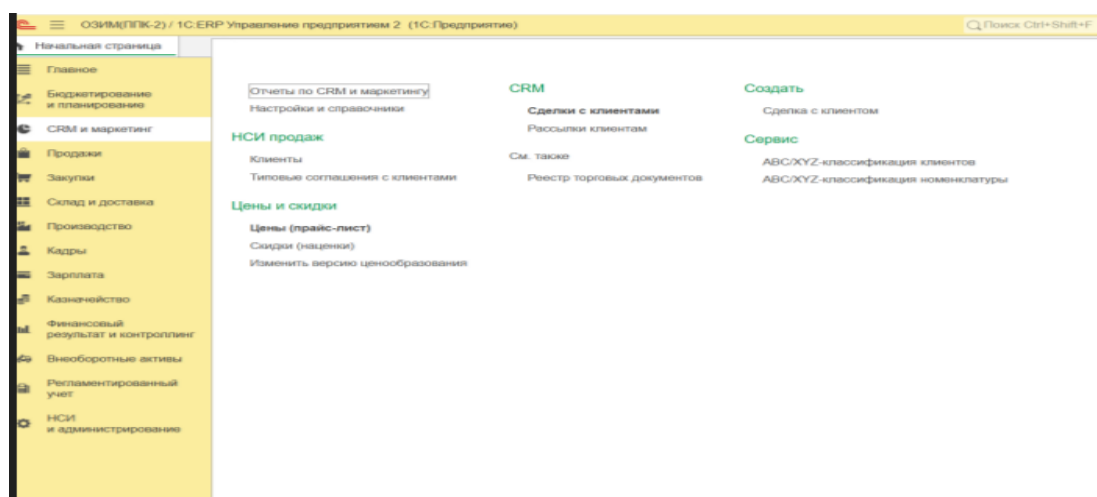 ОЗИМ(ППК-2) / 1С:ERP Управление предприятием 2 (1С:Предприятие)
Поиск Ctrl+Shift+F
Начальная страница
Главное
Бюджетирование
и планирование
CRM и маркетинг
Продажи
Закупки
Склад и доставка
Производство
Кадры
Зарплата
Казначейство
Финансовый
результат и контроллинг
Внеоборотные активы
Регламентированный
учет
НСИ
и администрирование
Отчеты по CRM и маркетингу
Настройки и справочники
НСИ продаж
Клиенты
Типовые соглашения с клиентами
Цены и скидки
Цены (прайс-лист)
Скидки (наценки)
Изменить версию ценообразования
CRM
Сделки с клиентами
Рассылки клиентам
См. также
Реестр торговых документов
Создать
Сделка с клиентом
Сервис
ABC/XYZ-классификация клиентов
ABC/XYZ-классификация номенклатуры